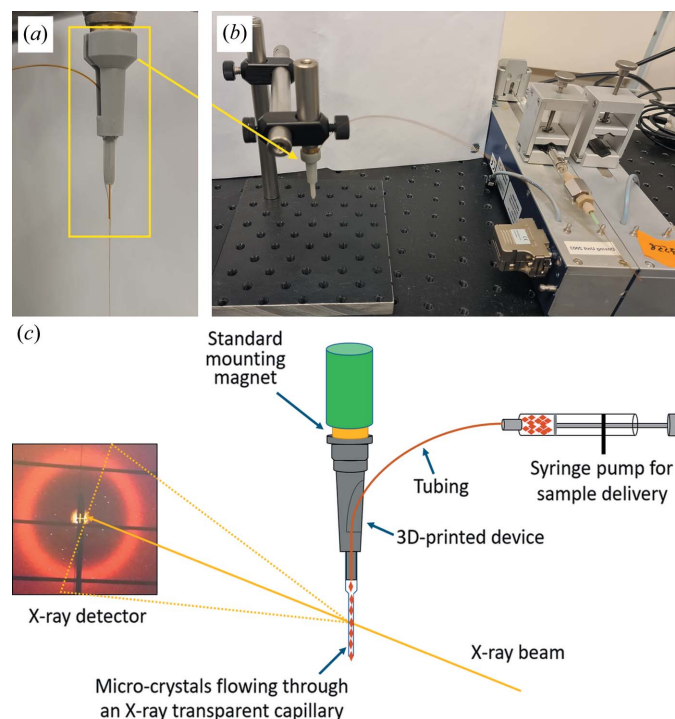 (a)
(b)
(c)
Standard
mounting
magnet
Tubing
Syringe pump for
sample delivery
3D-printed device
X-ray detector
X-ray beam
Micro-crystals flowing through
an X-ray transparent capillary